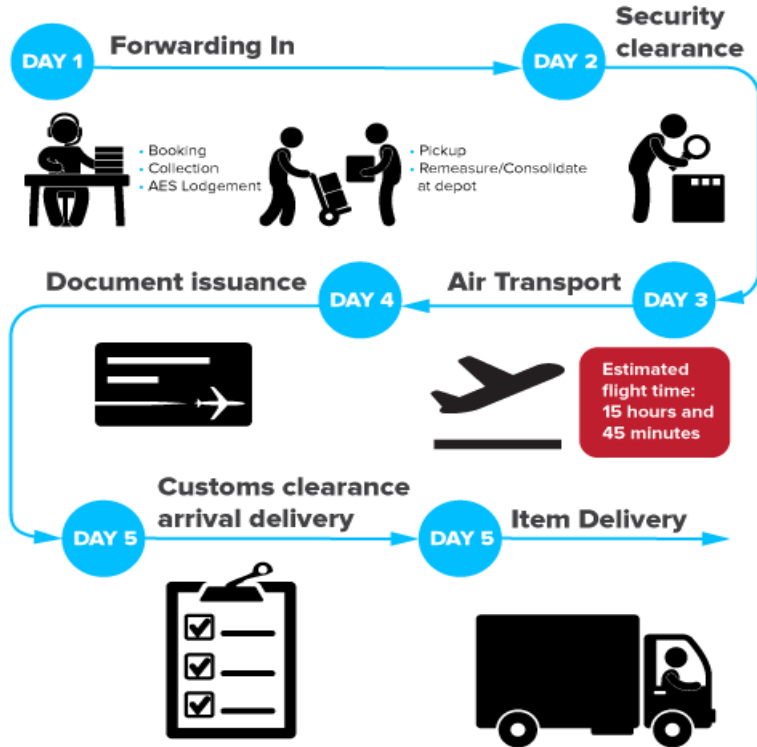 DAY 1
Forwarding In
DAY 2
Security
clearance
• Booking
• Collection
• AES Lodgement
• Pickup
• Remeasure/Consolidate
at depot
Document issuance
DAY 4
Air Transport
DAY 3
Estimated
flight time:
15 hours and
45 minutes
DAY 5
Customs clearance
arrival delivery
DAY 5
Item Delivery